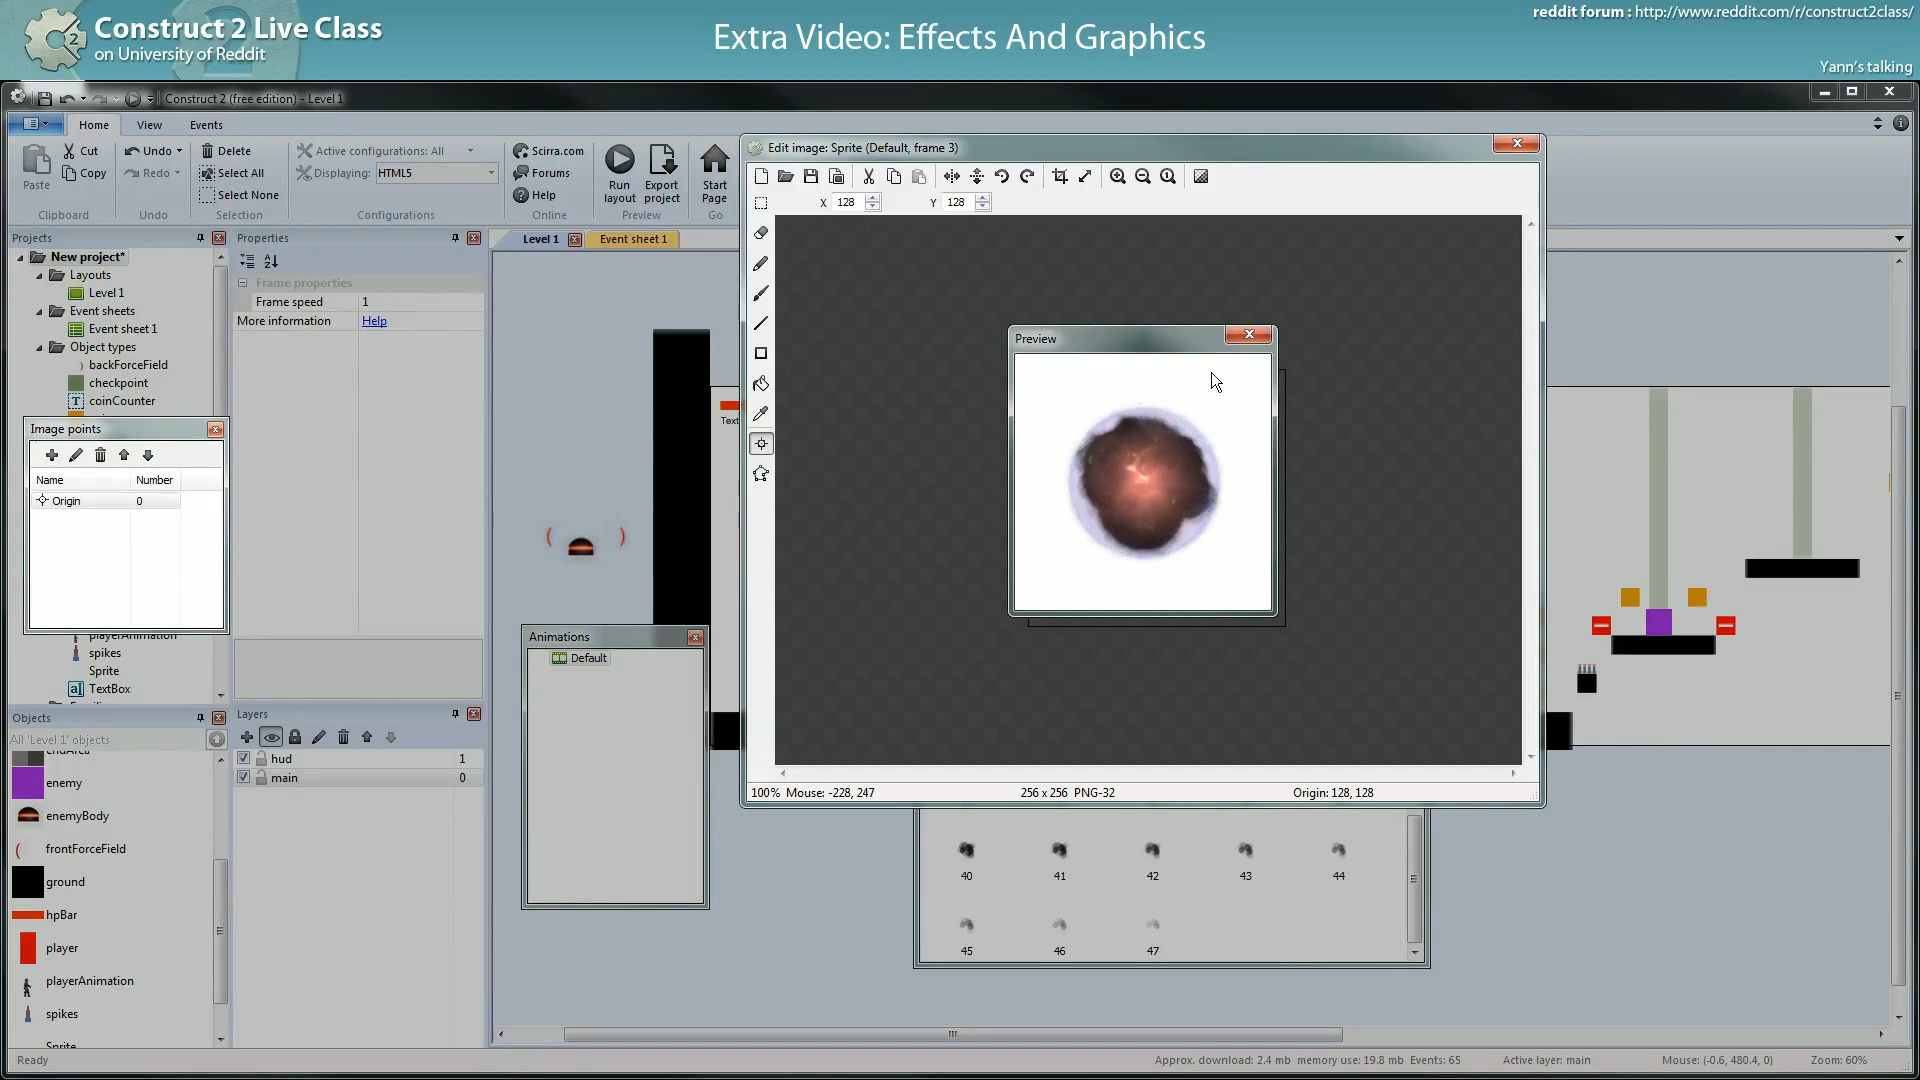 Construct 2 Live Class
on University of Reddit
Extra Video: Effects And Graphics
reddit forum : http://www.reddit.com/r/construct2class/
Yann's talking
Construct 2 (free edition) - Level 1
Home View Events
Paste
Cut
Copy
Clipboard
Undo
Redo
Undo
Delete
Select All
Select None
Selection
Active configurations: All
Displaying: HTML5
Configurations
Scirra.com
Forums
Help
Online
Run layout
Export project
Preview
Start Page
Go
Projects
New project*
Layouts
Level 1
Event sheets
Event sheet 1
Object types
backForceField
checkpoint
coinCounter
playerAnimation
spikes
Sprite
TextBox
Image points
Name Number
Origin 0
Properties
Frame properties
Frame speed 1
More information Help
Level 1 Event sheet 1
Text
Edit image: Sprite (Default, frame 3)
X 128 Y 128
Preview
100% Mouse: -228, 247 256 x 256 PNG-32 Origin: 128, 128
Animations
Default
40 41 42 43 44
45 46 47
Objects
All 'Level 1' objects
endArea
enemy
enemyBody
frontForceField
ground
hpBar
player
playerAnimation
spikes
Sprite
Layers
hud 1
main 0
Ready
Approx. download: 2.4 mb memory use: 19.8 mb Events: 65 Active layer: main Mouse: (-0.6, 480.4, 0) Zoom: 60%